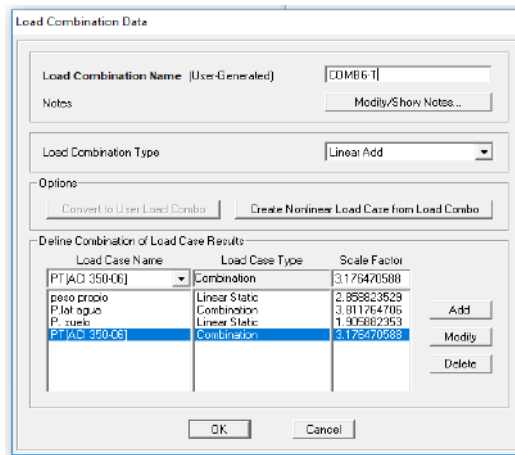 Load Combination Data
Load Combination Name (User-Generated) COMB6-T
Notes Modify/Show Notes...
Load Combination Type Linear Add
Options
Convert to User Load Combo Create Nonlinear Load Case from Load Combo
Define Combination of Load Case Results
Load Case Name Load Case Type Scale Factor
PT[ACI 350-06] Combination 3.176470588
peso propio Linear Static 2.858823529
P.lat agua Combination 3.811764706
P. suelo Linear Static 1.905882353
PT[ACI 350-06] Combination 3.176470588
Add
Modify
Delete
OK Cancel